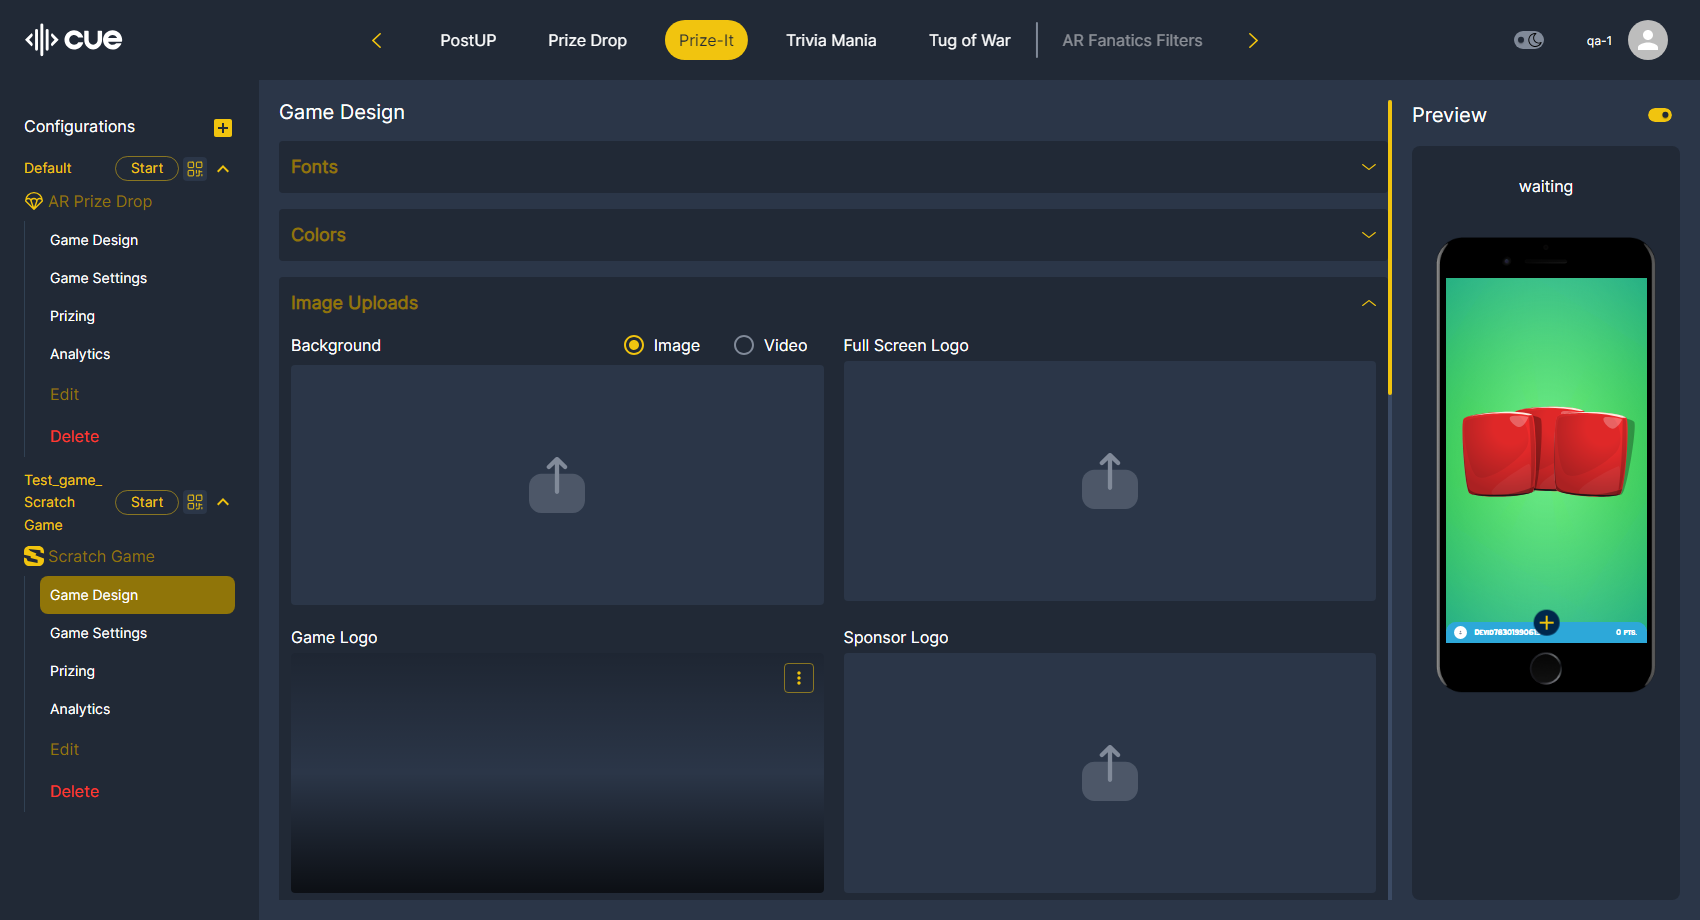 cue
PostUP
Prize Drop
Prize-It
Trivia Mania
Tug of War
AR Fanatics Filters
qa-1
Configurations
Default
Start
AR Prize Drop
Game Design
Game Settings
Prizing
Analytics
Edit
Delete
Test_game_
Scratch
Game
Start
Scratch Game
Game Design
Game Settings
Prizing
Analytics
Edit
Delete
Game Design
Fonts
Colors
Image Uploads
Background
Image
Video
Full Screen Logo
Game Logo
Sponsor Logo
Preview
waiting
0 PTS.